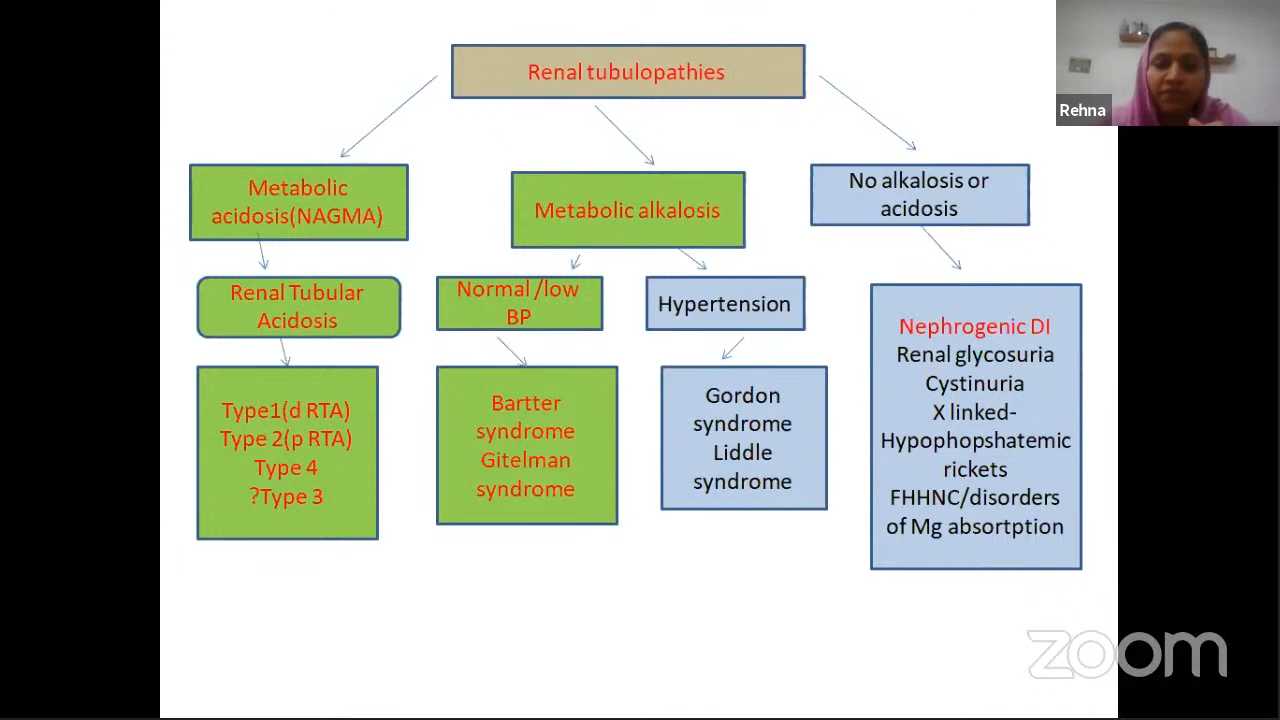 Renal tubulopathies
Rehna
Metabolic
acidosis(NAGMA)
Metabolic alkalosis
No alkalosis or
acidosis
Renal Tubular
Acidosis
Normal /low
BP
Hypertension
Type1(d RTA)
Type 2(p RTA)
Type 4
?Type 3
Bartter
syndrome
Gitelman
syndrome
Gordon
syndrome
Liddle
syndrome
Nephrogenic DI
Renal glycosuria
Cystinuria
X linked-
Hypophopshatemic
rickets
FHHNC/disorders
of Mg absortption
zoom